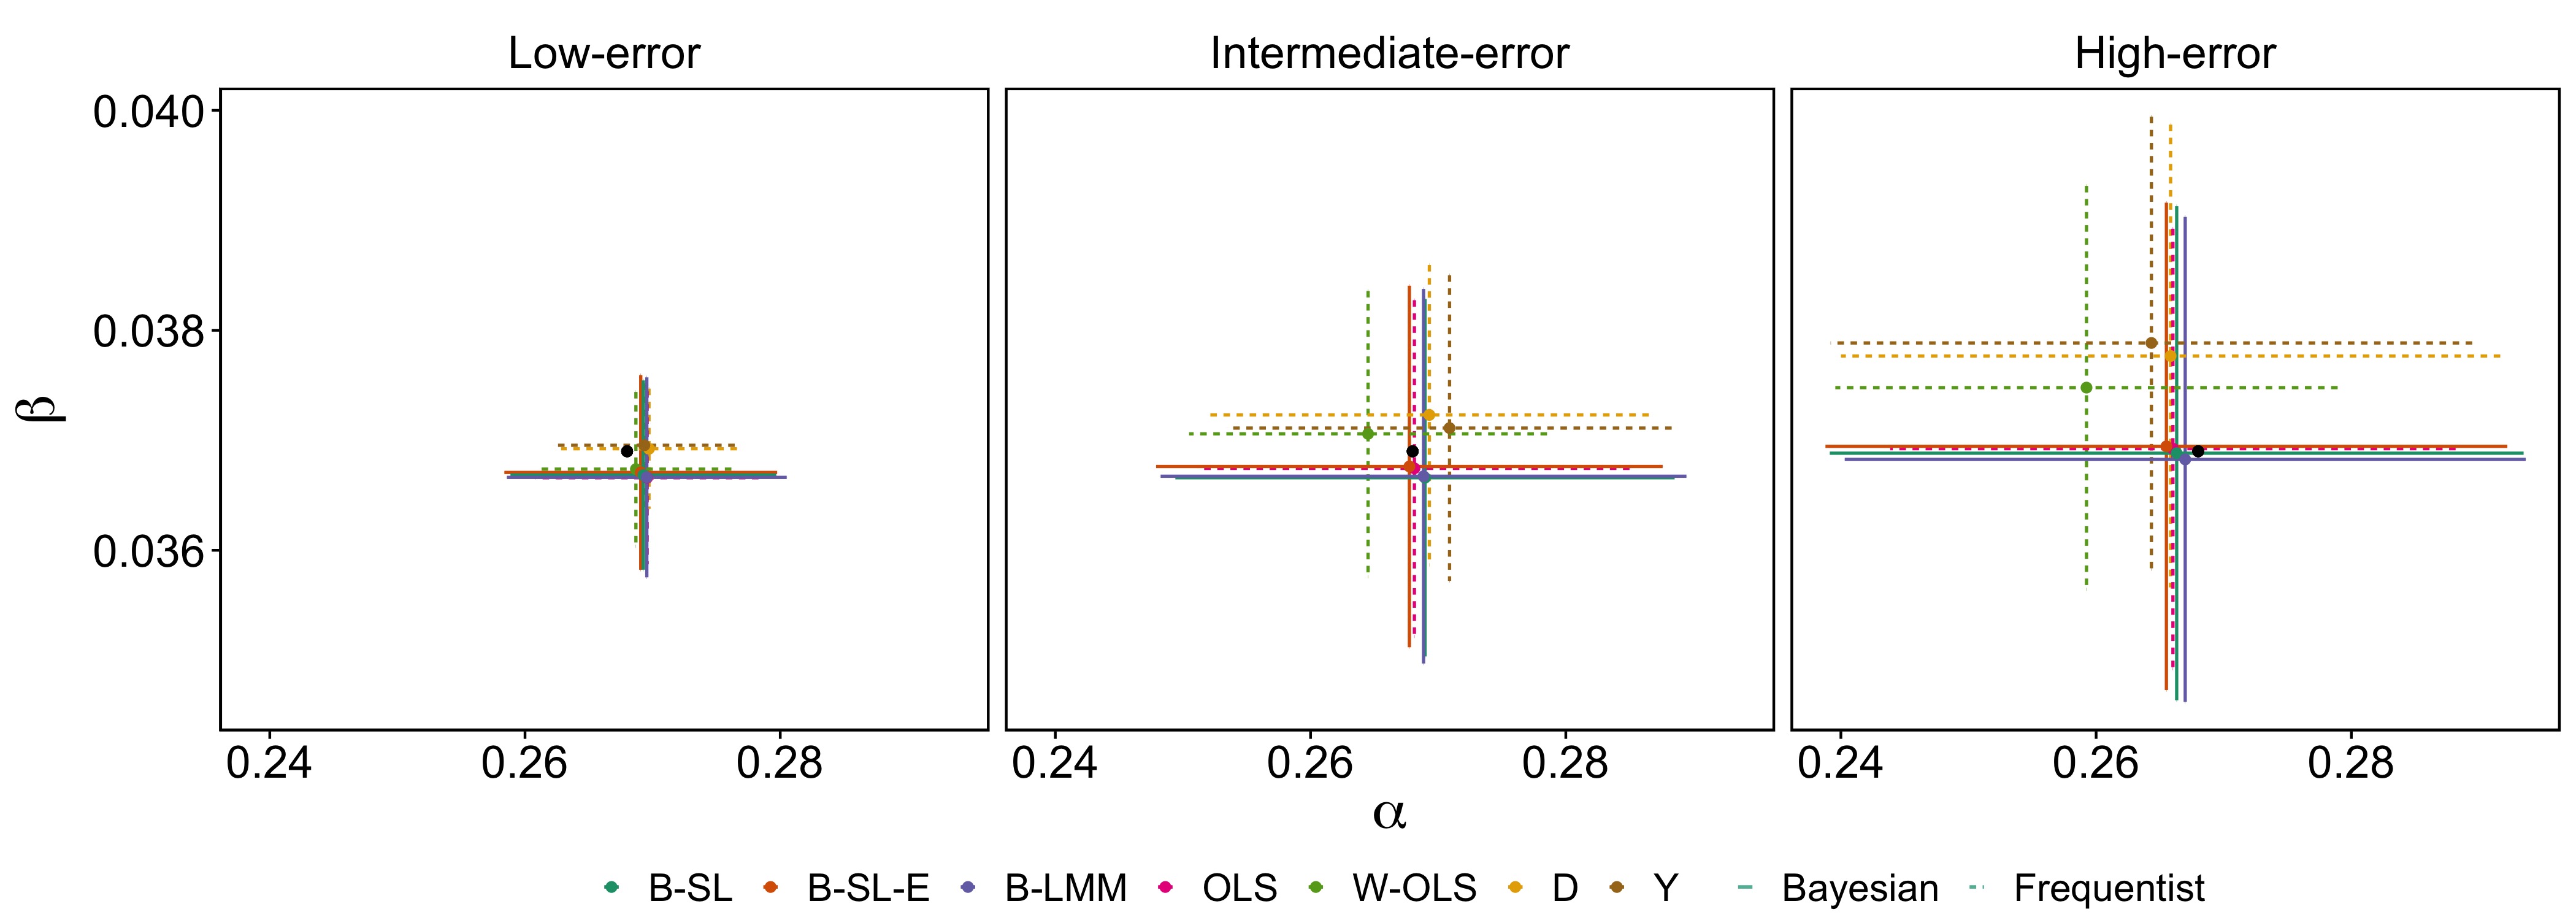 Low-error Intermediate-error High-error
0.040
0.038
0.036
β
0.24 0.26 0.28 0.24 0.26 0.28 0.24 0.26 0.28
α
B-SL B-SL-E B-LMM OLS W-OLS D Y Bayesian Frequentist